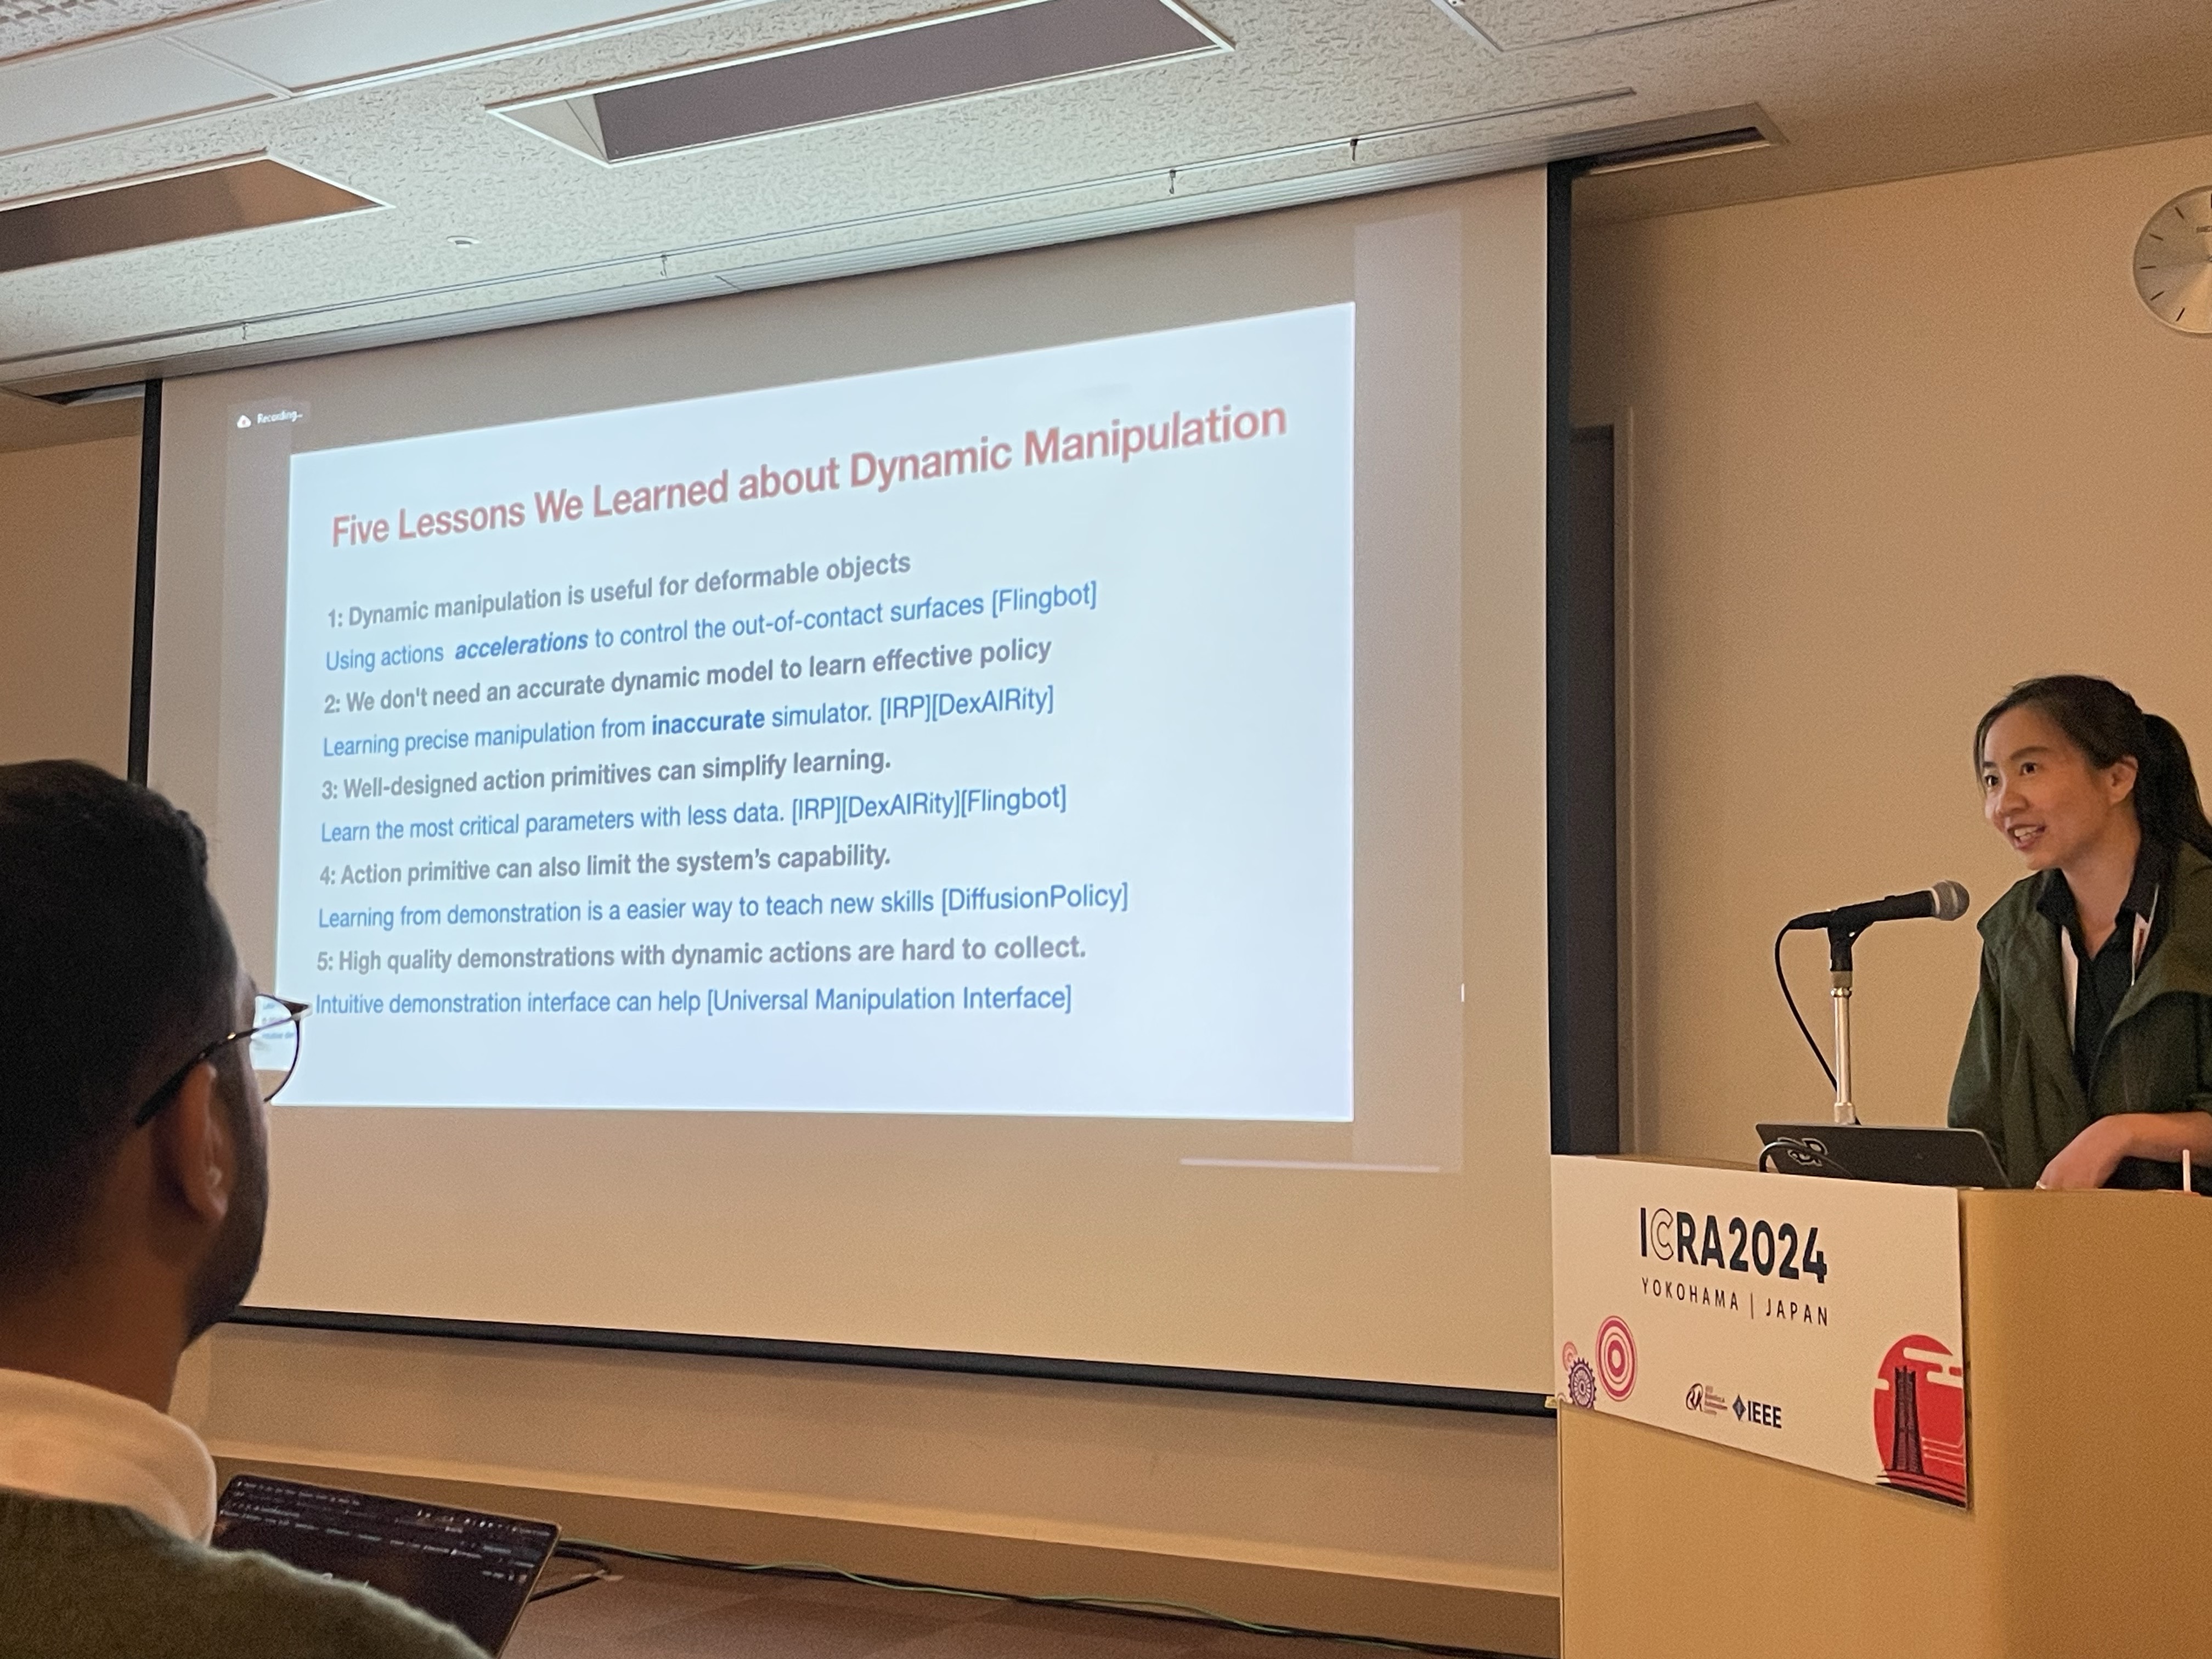 Recording...
Five Lessons We Learned about Dynamic Manipulation
1: Dynamic manipulation is useful for deformable objects
Using actions accelerations to control the out-of-contact surfaces [Flingbot]
2: We don't need an accurate dynamic model to learn effective policy
Learning precise manipulation from inaccurate simulator. [IRP][DexAIRity]
3: Well-designed action primitives can simplify learning.
Learn the most critical parameters with less data. [IRP][DexAIRity][Flingbot]
4: Action primitive can also limit the system's capability.
Learning from demonstration is a easier way to teach new skills [DiffusionPolicy]
5: High quality demonstrations with dynamic actions are hard to collect.
Intuitive demonstration interface can help [Universal Manipulation Interface]
ICRA2024
YOKOHAMA | JAPAN
IEEE